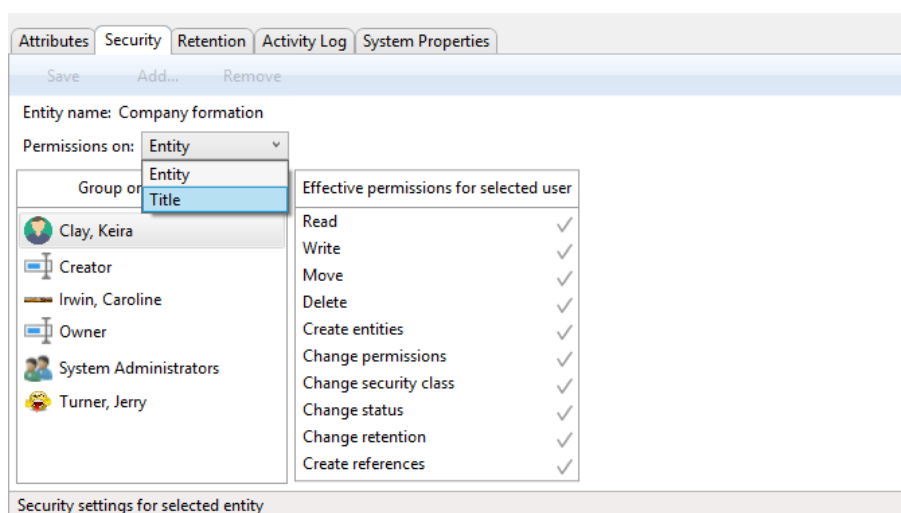 Attributes Security Retention Activity Log System Properties
Save Add... Remove
Entity name: Company formation
Permissions on: Entity
Entity
Title
Group or
Effective permissions for selected user
Clay, Keira
Creator
Irwin, Caroline
Owner
System Administrators
Turner, Jerry
Read
Write
Move
Delete
Create entities
Change permissions
Change security class
Change status
Change retention
Create references
Security settings for selected entity